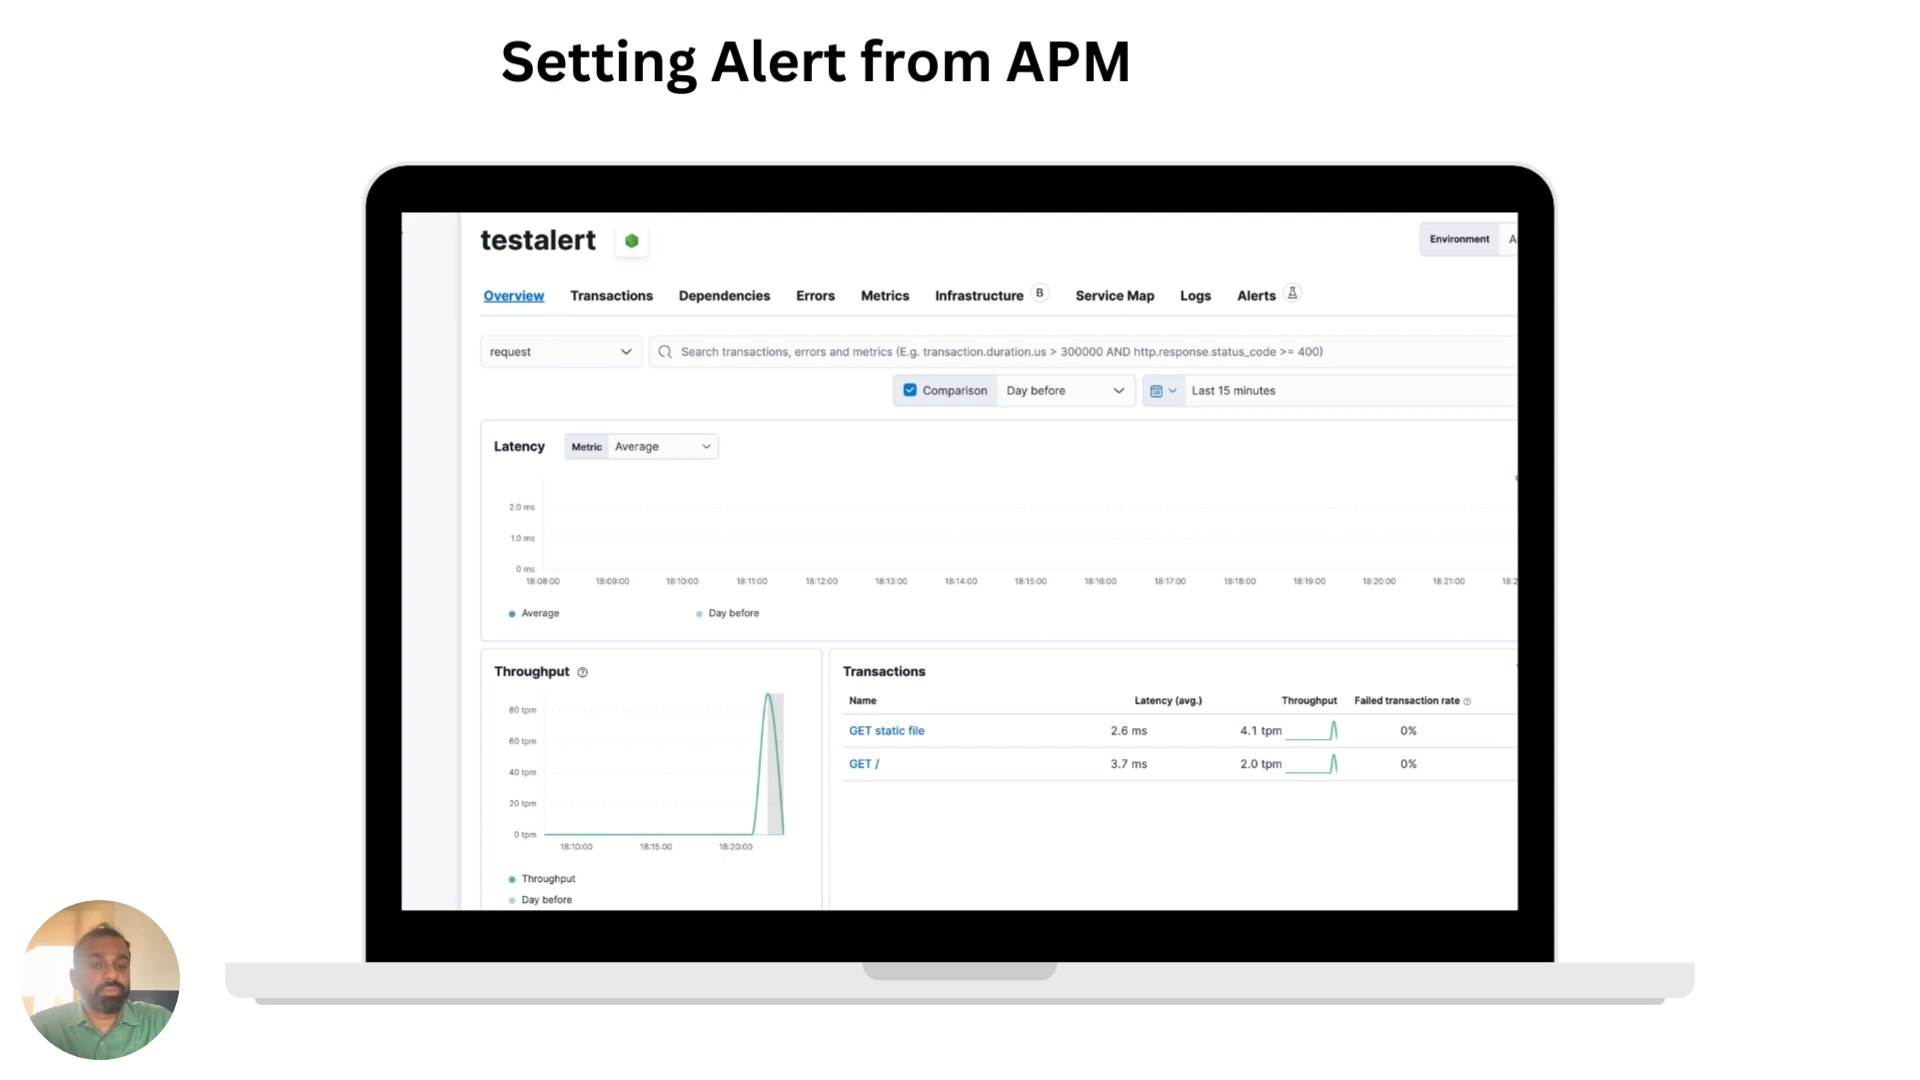 Setting Alert from APM
testalert
Environment
Overview Transactions Dependencies Errors Metrics Infrastructure B Service Map Logs Alerts
request
Search transactions, errors and metrics (E.g. transaction.duration.us > 300000 AND http.response.status_code >= 400)
Comparison Day before Last 15 minutes
Latency Metric Average
2.0 ms
1.0 ms
0 ms
18:08:00 18:09:00 18:10:00 18:11:00 18:12:00 18:13:00 18:14:00 18:15:00 18:16:00 18:17:00 18:18:00 18:19:00 18:20:00 18:21:00
Average Day before
Throughput
80 tpm
60 tpm
40 tpm
20 tpm
0 tpm
18:10:00 18:15:00 18:20:00
Throughput
Day before
Transactions
Name Latency (avg.) Throughput Failed transaction rate
GET static file 2.6 ms 4.1 tpm 0%
GET / 3.7 ms 2.0 tpm 0%